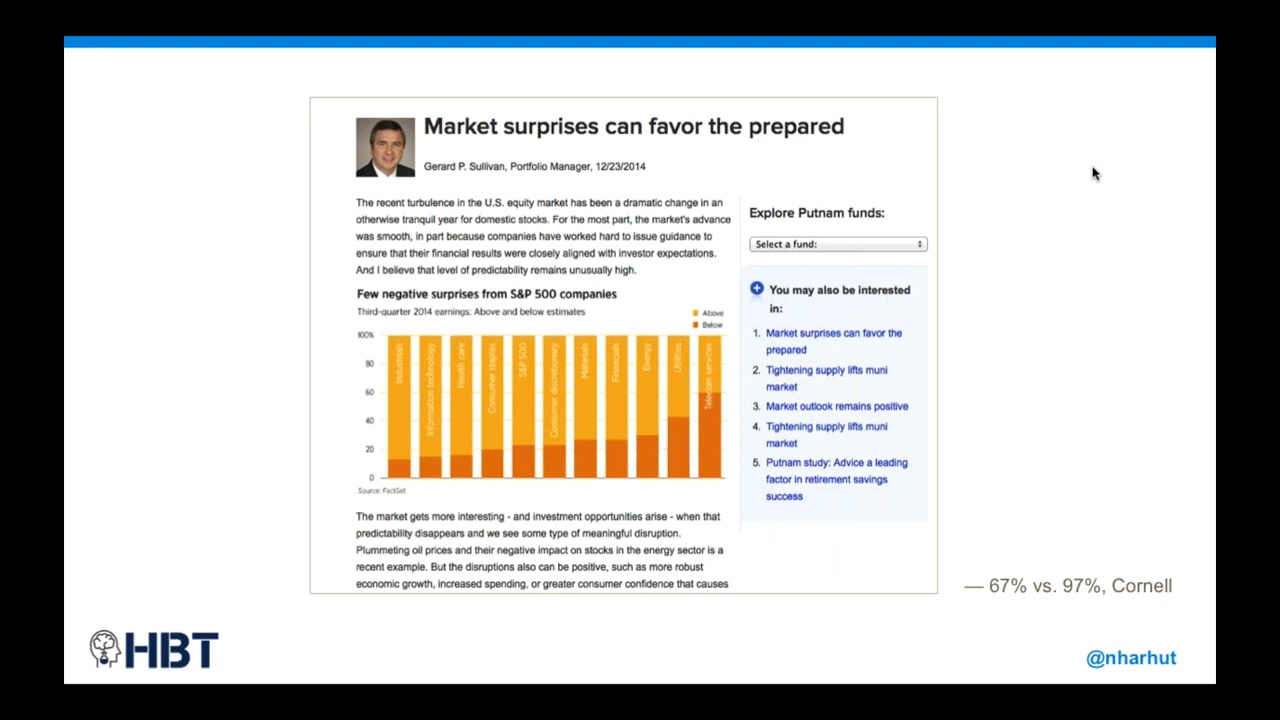 Market surprises can favor the prepared
Gerard P. Sullivan, Portfolio Manager, 12/23/2014
The recent turbulence in the U.S. equity market has been a dramatic change in an
otherwise tranquil year for domestic stocks. For the most part, the market's advance
was smooth, in part because companies have worked hard to issue guidance to
ensure that their financial results were closely aligned with investor expectations.
And I believe that level of predictability remains unusually high.
Few negative surprises from S&P 500 companies
Third-quarter 2014 earnings: Above and below estimates
Above
Below
100%
80
60
40
20
0
Industrials
Information technology
Health care
Consumer staples
S&P 500
Consumer discretionary
Materials
Financials
Energy
Utilities
Telecom services
Source: FactSet
The market gets more interesting - and investment opportunities arise - when that
predictability disappears and we see some type of meaningful disruption.
Plummeting oil prices and their negative impact on stocks in the energy sector is a
recent example. But the disruptions also can be positive, such as more robust
economic growth, increased spending, or greater consumer confidence that causes
Explore Putnam funds:
Select a fund:
You may also be interested
in:
1. Market surprises can favor the
prepared
2. Tightening supply lifts muni
market
3. Market outlook remains positive
4. Tightening supply lifts muni
market
5. Putnam study: Advice a leading
factor in retirement savings
success
— 67% vs. 97%, Cornell
HBT
@nharhut